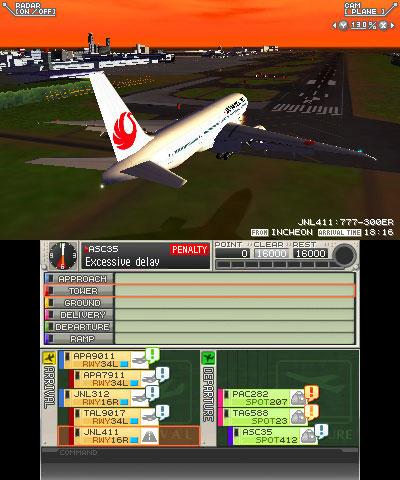 RADAR
[ON/OFF]
CAM
[PLANE]
130%
JNL411:777-300ER
FROM INCHEON ARRIVAL TIME 18:16
*ASC35 PENALTY
Excessive delay
POINT CLEAR REST
0 16000 16000
APPROACH
TOWER
GROUND
DELIVERY
DEPARTURE
RAMP
ARRIVAL
APA9011
RWY34L
APA7911
RWY34L
JNL312
RWY16R
TAL9017
RWY34L
JNL411
RWY16R
DEPARTURE
PAC282
SPOT207
TAG588
SPOT23
ASC35
SPOT412
COMMAND